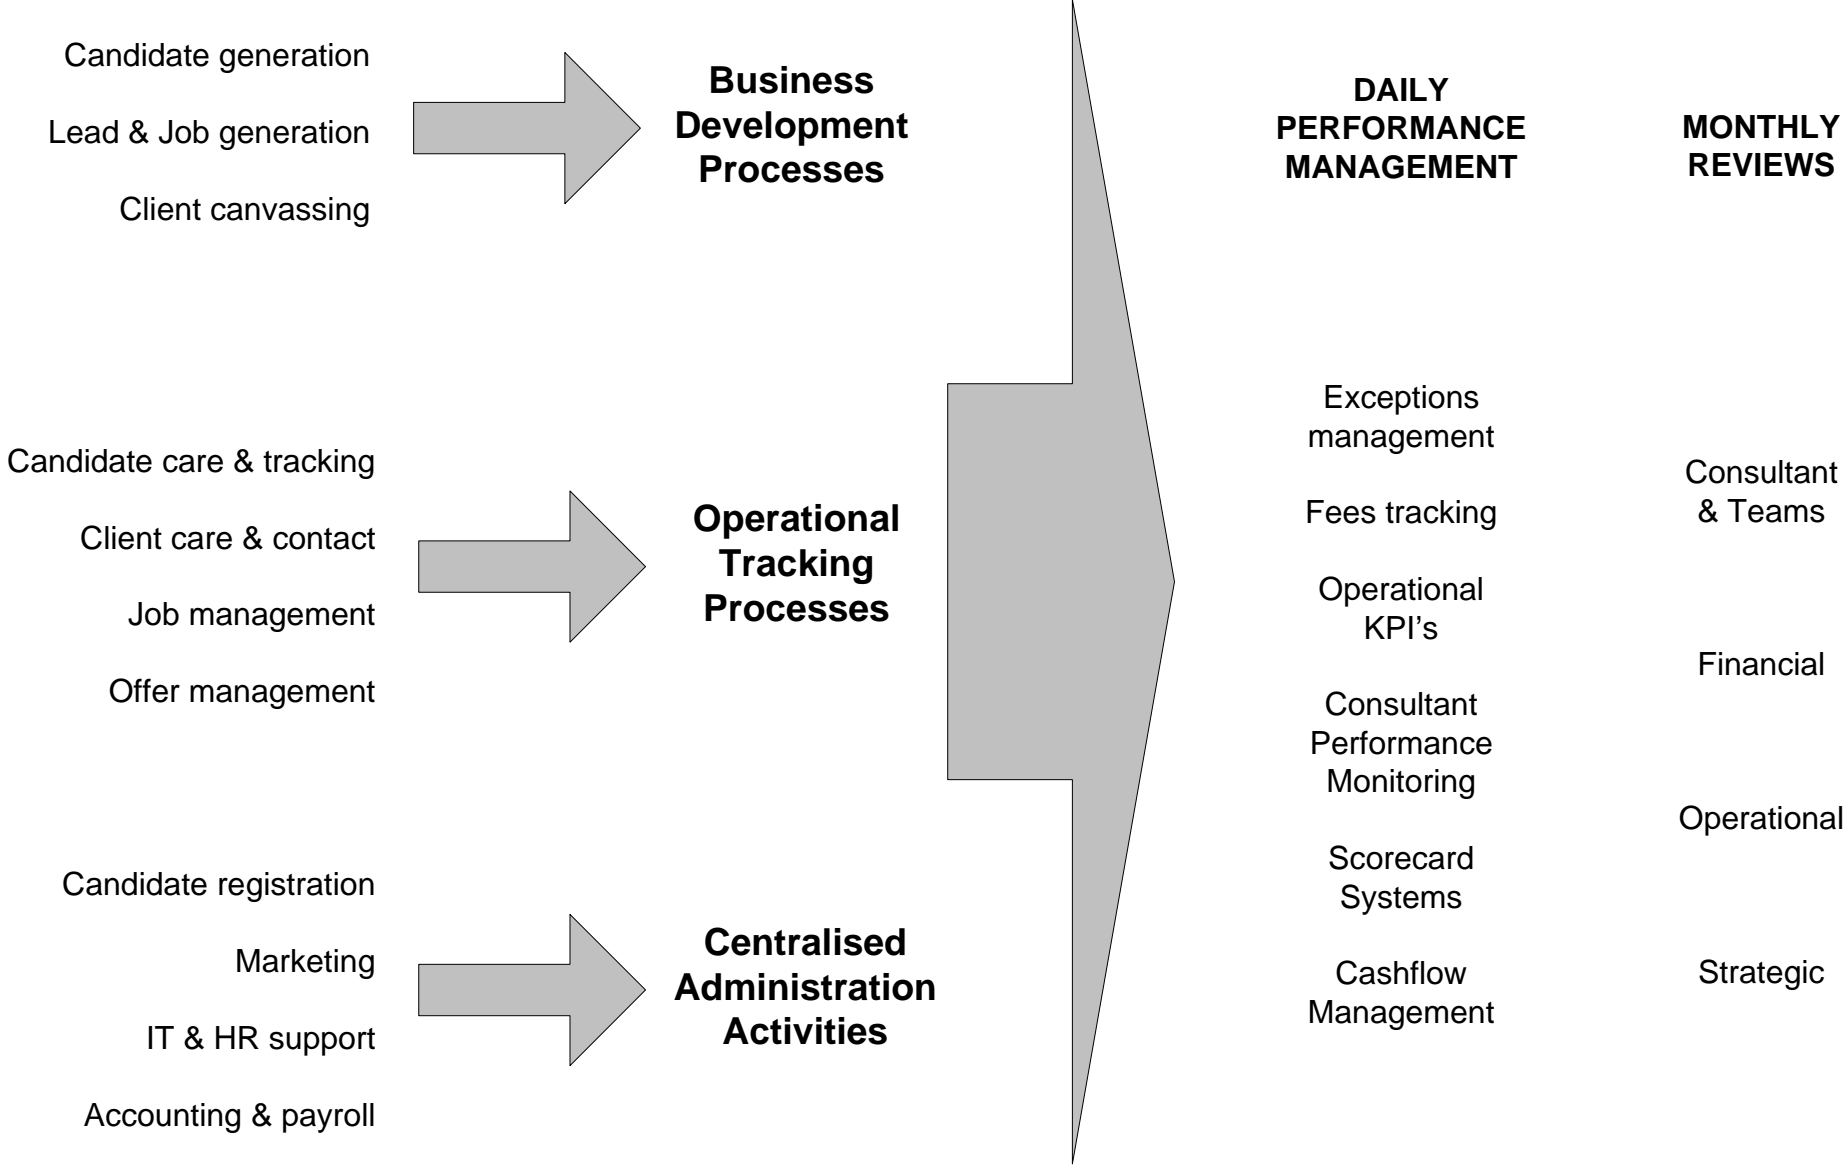 Candidate generation
Lead & Job generation
Client canvassing
Business
Development
Processes
Candidate care & tracking
Client care & contact
Job management
Offer management
Operational
Tracking
Processes
Candidate registration
Marketing
IT & HR support
Accounting & payroll
Centralised
Administration
Activities
DAILY
PERFORMANCE
MANAGEMENT
Exceptions
management
Fees tracking
Operational
KPI’s
Consultant
Performance
Monitoring
Scorecard
Systems
Cashflow
Management
MONTHLY
REVIEWS
Consultant
& Teams
Financial
Operational
Strategic